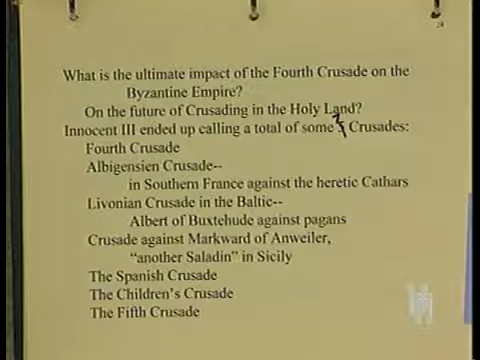 24
What is the ultimate impact of the Fourth Crusade on the
Byzantine Empire?
On the future of Crusading in the Holy Land?
Innocent III ended up calling a total of some 7 Crusades:
Fourth Crusade
Albigensien Crusade--
in Southern France against the heretic Cathars
Livonian Crusade in the Baltic--
Albert of Buxtehude against pagans
Crusade against Markward of Anweiler,
“another Saladin” in Sicily
The Spanish Crusade
The Children’s Crusade
The Fifth Crusade